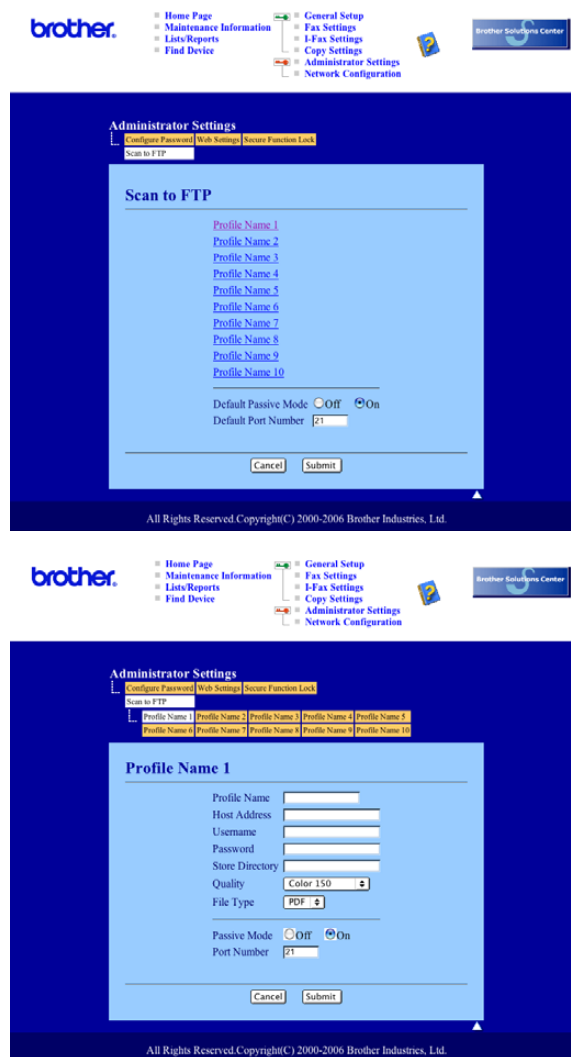 brother.
Home Page
Maintenance Information
Lists/Reports
Find Device
General Setup
Fax Settings
I-Fax Settings
Copy Settings
Administrator Settings
Network Configuration
Brother Solutions Center
Administrator Settings
Configure Password Web Settings Secure Function Lock
Scan to FTP
Scan to FTP
Profile Name 1
Profile Name 2
Profile Name 3
Profile Name 4
Profile Name 5
Profile Name 6
Profile Name 7
Profile Name 8
Profile Name 9
Profile Name 10
Default Passive Mode Off On
Default Port Number 21
Cancel Submit
All Rights Reserved.Copyright(C) 2000-2006 Brother Industries, Ltd.
brother.
Home Page
Maintenance Information
Lists/Reports
Find Device
General Setup
Fax Settings
I-Fax Settings
Copy Settings
Administrator Settings
Network Configuration
Brother Solutions Center
Administrator Settings
Configure Password Web Settings Secure Function Lock
Scan to FTP
Profile Name 1 Profile Name 2 Profile Name 3 Profile Name 4 Profile Name 5
Profile Name 6 Profile Name 7 Profile Name 8 Profile Name 9 Profile Name 10
Profile Name 1
Profile Name
Host Address
Username
Password
Store Directory
Quality Color 150
File Type PDF
Passive Mode Off On
Port Number 21
Cancel Submit
All Rights Reserved.Copyright(C) 2000-2006 Brother Industries, Ltd.